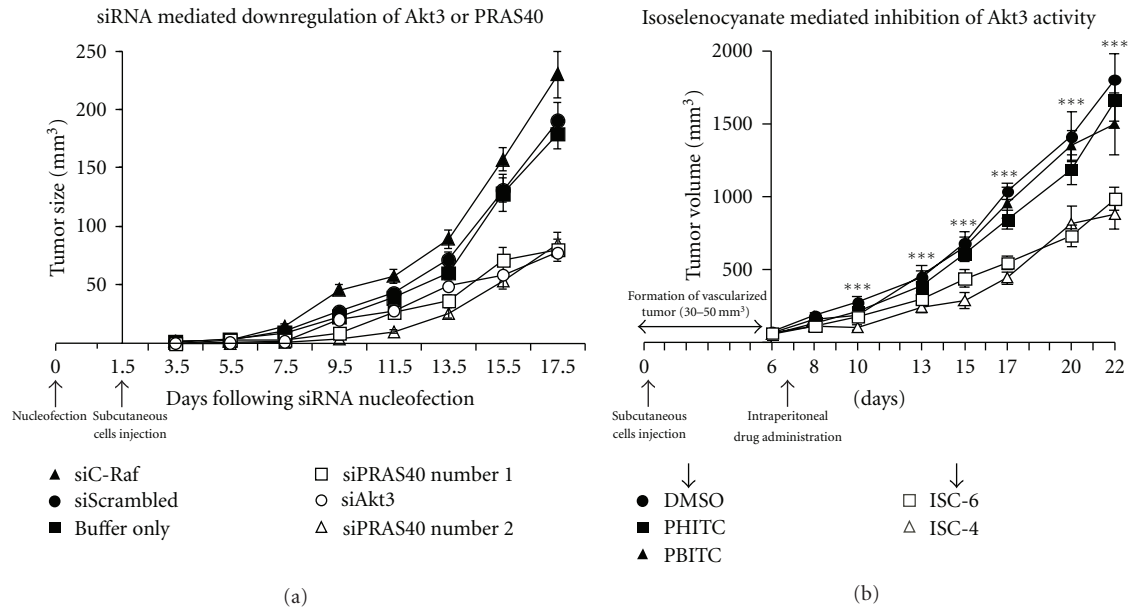 siRNA mediated downregulation of Akt3 or PRAS40
250
200
150
100
50
Tumor size (mm³)
0 1.5 3.5 5.5 7.5 9.5 11.5 13.5 15.5 17.5
Days following siRNA nucleofection
Nucleofection
Subcutaneous
cells injection
▲ siC-Raf
● siScrambled
■ Buffer only
□ siPRAS40 number 1
○ siAkt3
△ siPRAS40 number 2
(a)
Isoselenocyanate mediated inhibition of Akt3 activity
2000
1500
1000
500
Tumor volume (mm³)
***
***
***
***
***
***
Formation of vascularized
tumor (30–50 mm³)
0 6 8 10 13 15 17 20 22
(days)
Subcutaneous
cells injection
Intraperitoneal
drug administration
● DMSO
■ PHITC
▲ PBITC
□ ISC-6
△ ISC-4
(b)